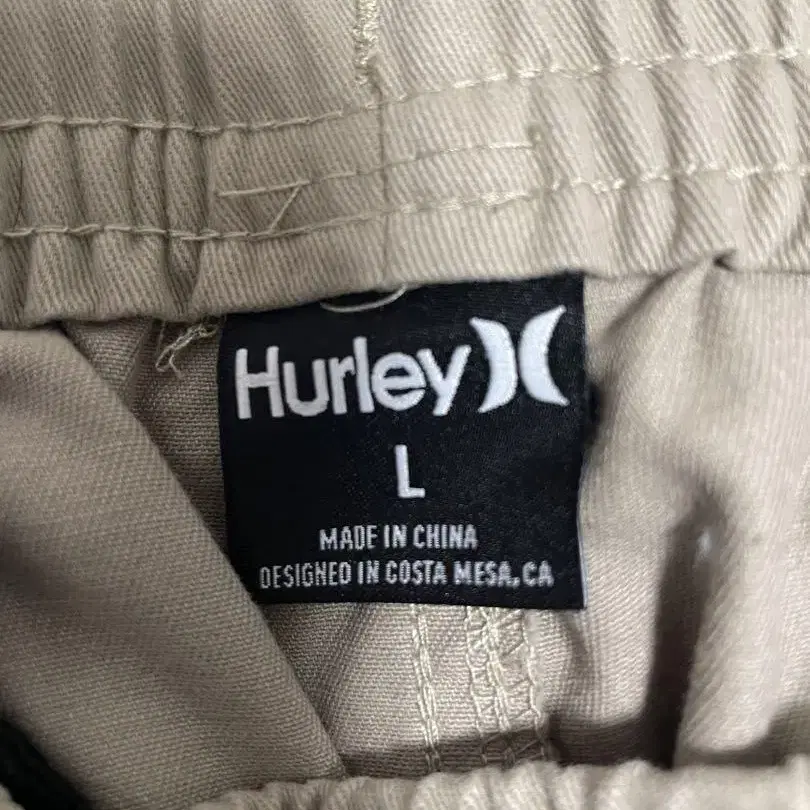 Hurley
L
MADE IN CHINA
DESIGNED IN COSTA MESA, CA